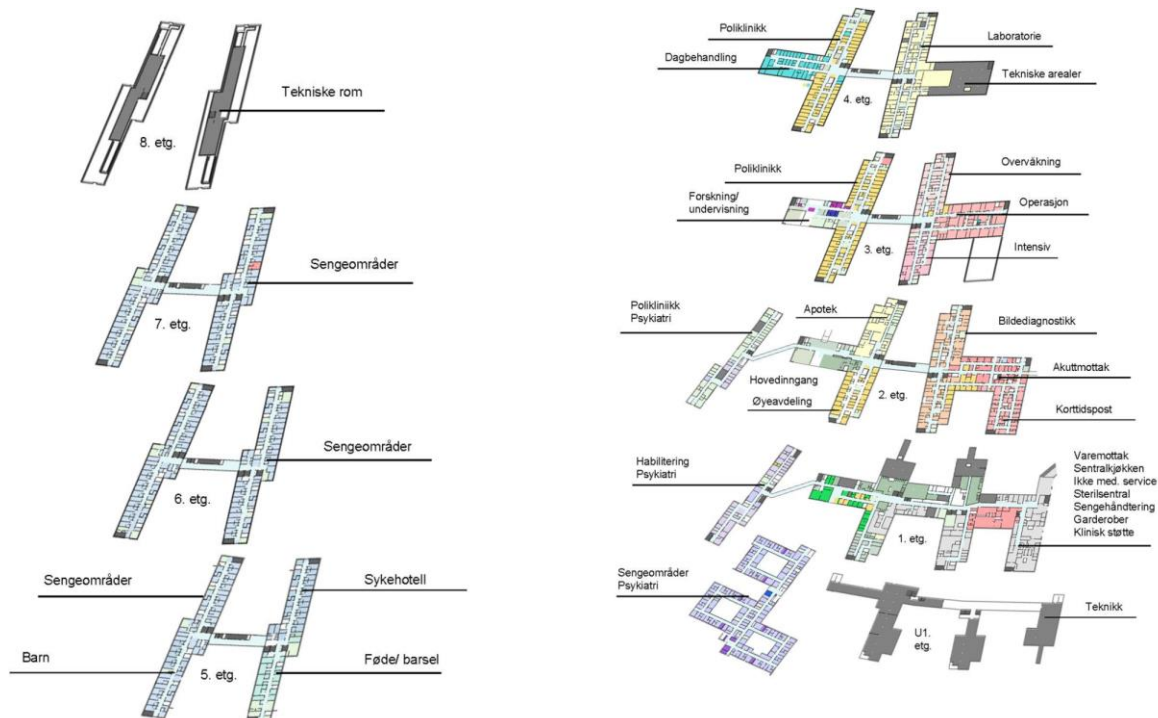 Tekniske rom
8. etg.
Sengeområder
7. etg.
Sengeområder
6. etg.
Sengeområder
Sykehotell
Barn
5. etg.
Føde/ barsel
Poliklinikk
Laboratorie
Dagbehandling
Tekniske arealer
4. etg.
Poliklinikk
Overvåkning
Forskning/
undervisning
Operasjon
3. etg.
Intensiv
Polikliniikk
Psykiatri
Apotek
Bildediagnostikk
Hovedinngang
Akuttmottak
2. etg.
Øyeavdeling
Korttidspost
Habilitering
Psykiatri
Varemottak
Sentralkjøkken
Ikke med. service
Sterilsentral
Sengehåndtering
Garderober
Klinisk støtte
1. etg.
Sengeområder
Psykiatri
Teknikk
U1.
etg.